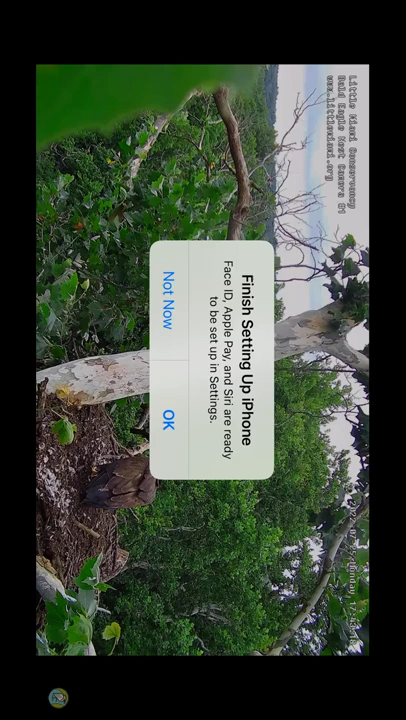 Little Miami Conservancy
Bald Eagle Nest Camera #1
www.littlemiami.org
Finish Setting Up iPhone
Face ID, Apple Pay, and Siri are ready
to be set up in Settings.
Not Now
OK